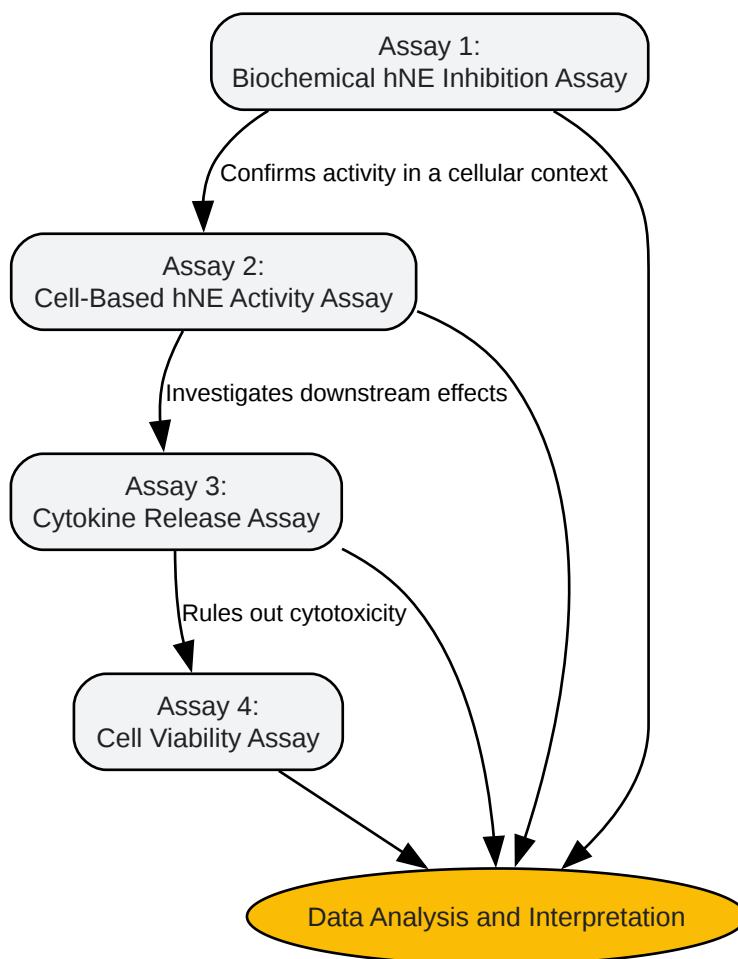 Assay 1:
Biochemical hNE Inhibition Assay
Confirms activity in a cellular context
Assay 2:
Cell-Based hNE Activity Assay
Investigates downstream effects
Assay 3:
Cytokine Release Assay
Rules out cytotoxicity
Assay 4:
Cell Viability Assay
Data Analysis and Interpretation